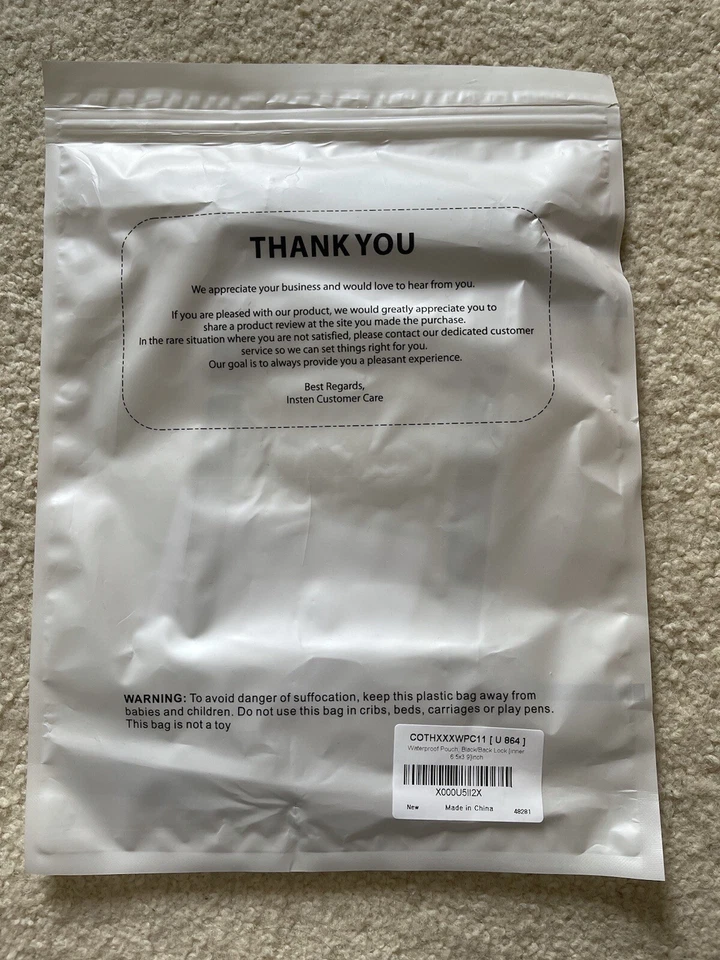 THANK YOU
We appreciate your business and would love to hear from you.
If you are pleased with our product, we would greatly appreciate you to
share a product review at the site you made the purchase.
In the rare situation where you are not satisfied, please contact our dedicated customer
service so we can set things right for you.
Our goal is to always provide you a pleasant experience.
Best Regards,
Insten Customer Care
WARNING: To avoid danger of suffocation, keep this plastic bag away from
babies and children. Do not use this bag in cribs, beds, carriages or play pens.
This bag is not a toy
COTHXXXWPC11 [ U 864 ]
Waterproof Pouch, Black/Back Lock [inner
6.5x3.9]inch
X000U5II2X
New Made in China 48201